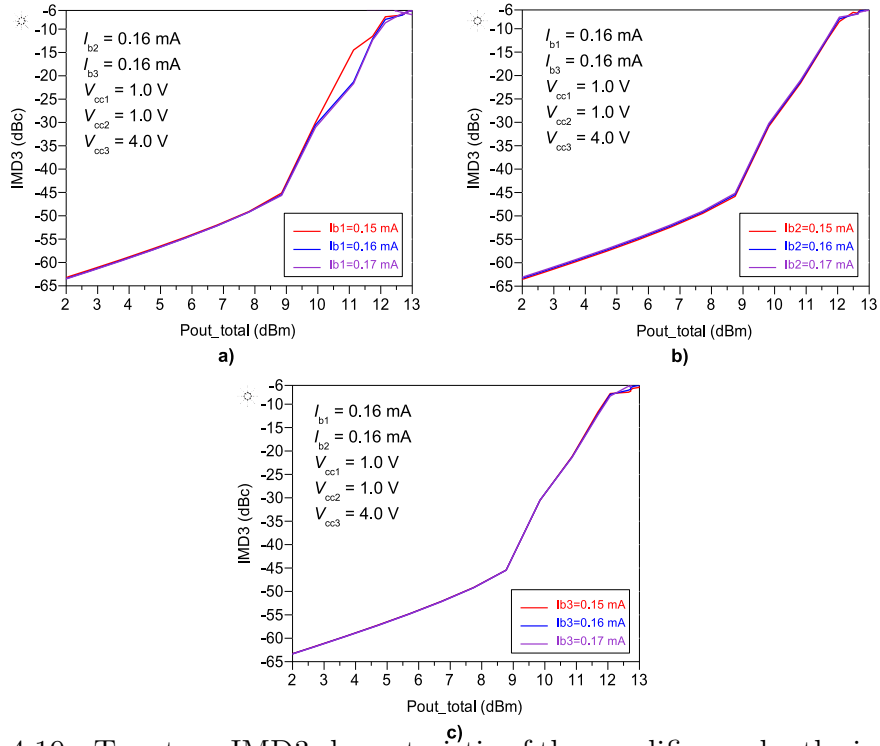 -6
-10
-15
-20
-25
-30
-35
-40
-45
-50
-55
-60
-65
IMD3 (dBc)
Ib2 = 0.16 mA
Ib3 = 0.16 mA
Vcc1 = 1.0 V
Vcc2 = 1.0 V
Vcc3 = 4.0 V
Ib1=0.15 mA
Ib1=0.16 mA
Ib1=0.17 mA
2 3 4 5 6 7 8 9 10 11 12 13
Pout_total (dBm)
a)
-6
-10
-15
-20
-25
-30
-35
-40
-45
-50
-55
-60
-65
IMD3 (dBc)
Ib1 = 0.16 mA
Ib3 = 0.16 mA
Vcc1 = 1.0 V
Vcc2 = 1.0 V
Vcc3 = 4.0 V
Ib2=0.15 mA
Ib2=0.16 mA
Ib2=0.17 mA
2 3 4 5 6 7 8 9 10 11 12 13
Pout_total (dBm)
b)
-6
-10
-15
-20
-25
-30
-35
-40
-45
-50
-55
-60
-65
IMD3 (dBc)
Ib1 = 0.16 mA
Ib2 = 0.16 mA
Vcc1 = 1.0 V
Vcc2 = 1.0 V
Vcc3 = 4.0 V
Ib3=0.15 mA
Ib3=0.16 mA
Ib3=0.17 mA
2 3 4 5 6 7 8 9 10 11 12 13
Pout_total (dBm)
c)
IMD3 of the